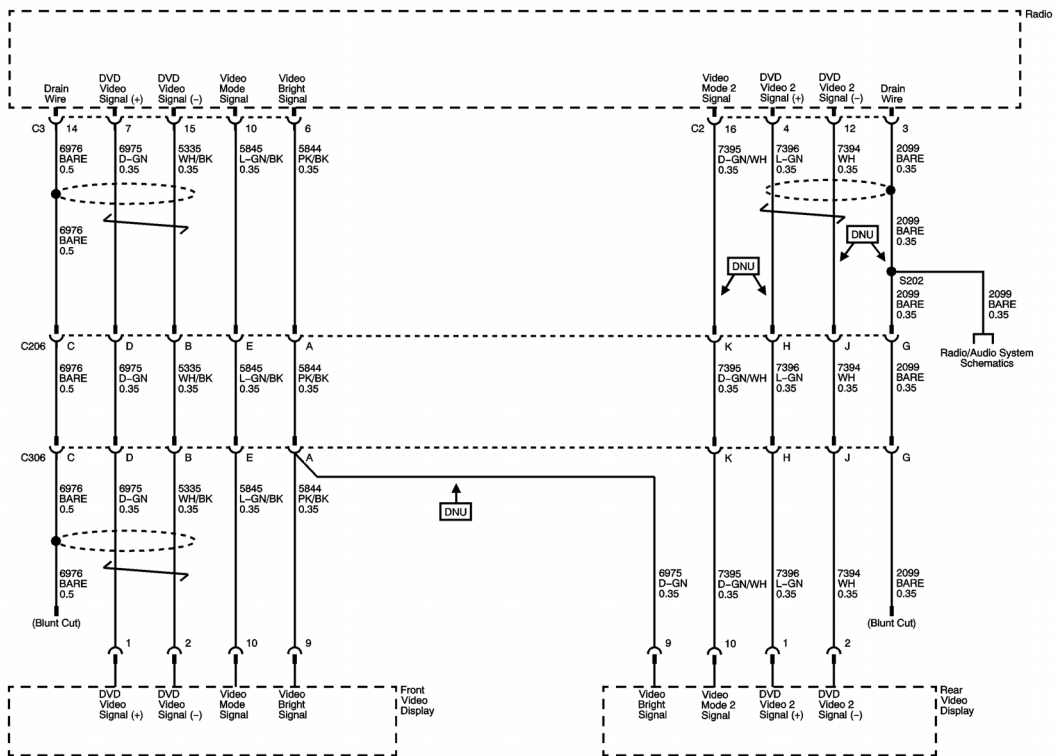 Radio
Drain
Wire
DVD
Video
Signal (+)
DVD
Video
Signal (−)
Video
Mode
Signal
Video
Bright
Signal
Video
Mode 2
Signal
DVD
Video 2
Signal (+)
DVD
Video 2
Signal (−)
Drain
Wire
C3 14 7 15 10 6 C2 16 4 12 3
6976
BARE
0.5
6975
D−GN
0.35
5335
WH/BK
0.35
5845
L−GN/BK
0.35
5844
PK/BK
0.35
7395
D−GN/WH
0.35
7396
L−GN
0.35
7394
WH
0.35
2099
BARE
0.35
6976
BARE
0.5
2099
BARE
0.35
DNU
DNU
S202
2099
BARE
0.35
2099
BARE
0.35
Radio/Audio System
Schematics
C206 C D B E A K H J G
6976
BARE
0.5
6975
D−GN
0.35
5335
WH/BK
0.35
5845
L−GN/BK
0.35
5844
PK/BK
0.35
7395
D−GN/WH
0.35
7396
L−GN
0.35
7394
WH
0.35
2099
BARE
0.35
C306 C D B E A K H J G
6976
BARE
0.5
6975
D−GN
0.35
5335
WH/BK
0.35
5845
L−GN/BK
0.35
5844
PK/BK
0.35
DNU
6976
BARE
0.5
6975
D−GN
0.35
7395
D−GN/WH
0.35
7396
L−GN
0.35
7394
WH
0.35
2099
BARE
0.35
(Blunt Cut)
(Blunt Cut)
1 2 10 9 9 10 1 2
DVD
Video
Signal (+)
DVD
Video
Signal (−)
Video
Mode
Signal
Video
Bright
Signal
Front
Video
Display
Video
Bright
Signal
Video
Mode 2
Signal
DVD
Video 2
Signal (+)
DVD
Video 2
Signal (−)
Rear
Video
Display